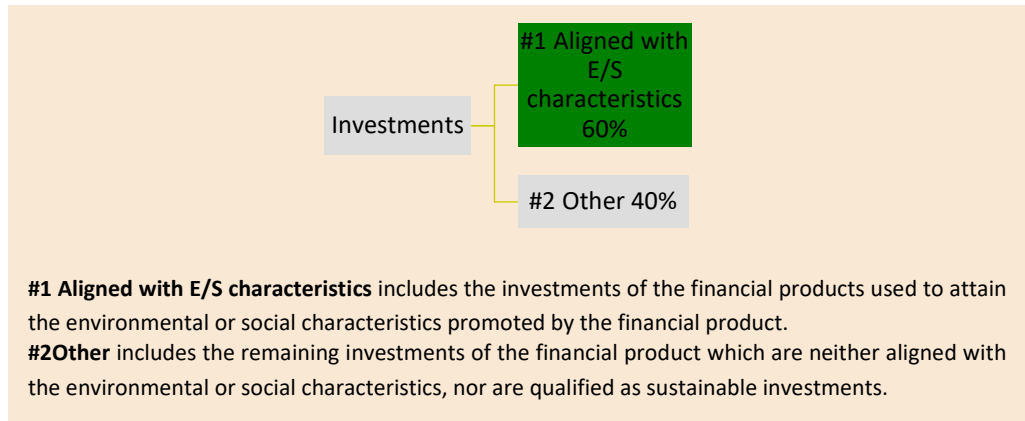 #1 Aligned with
E/S
characteristics
60%
Investments
#2 Other 40%
#1 Aligned with E/S characteristics includes the investments of the financial products used to attain
the environmental or social characteristics promoted by the financial product.
#2Other includes the remaining investments of the financial product which are neither aligned with
the environmental or social characteristics, nor are qualified as sustainable investments.